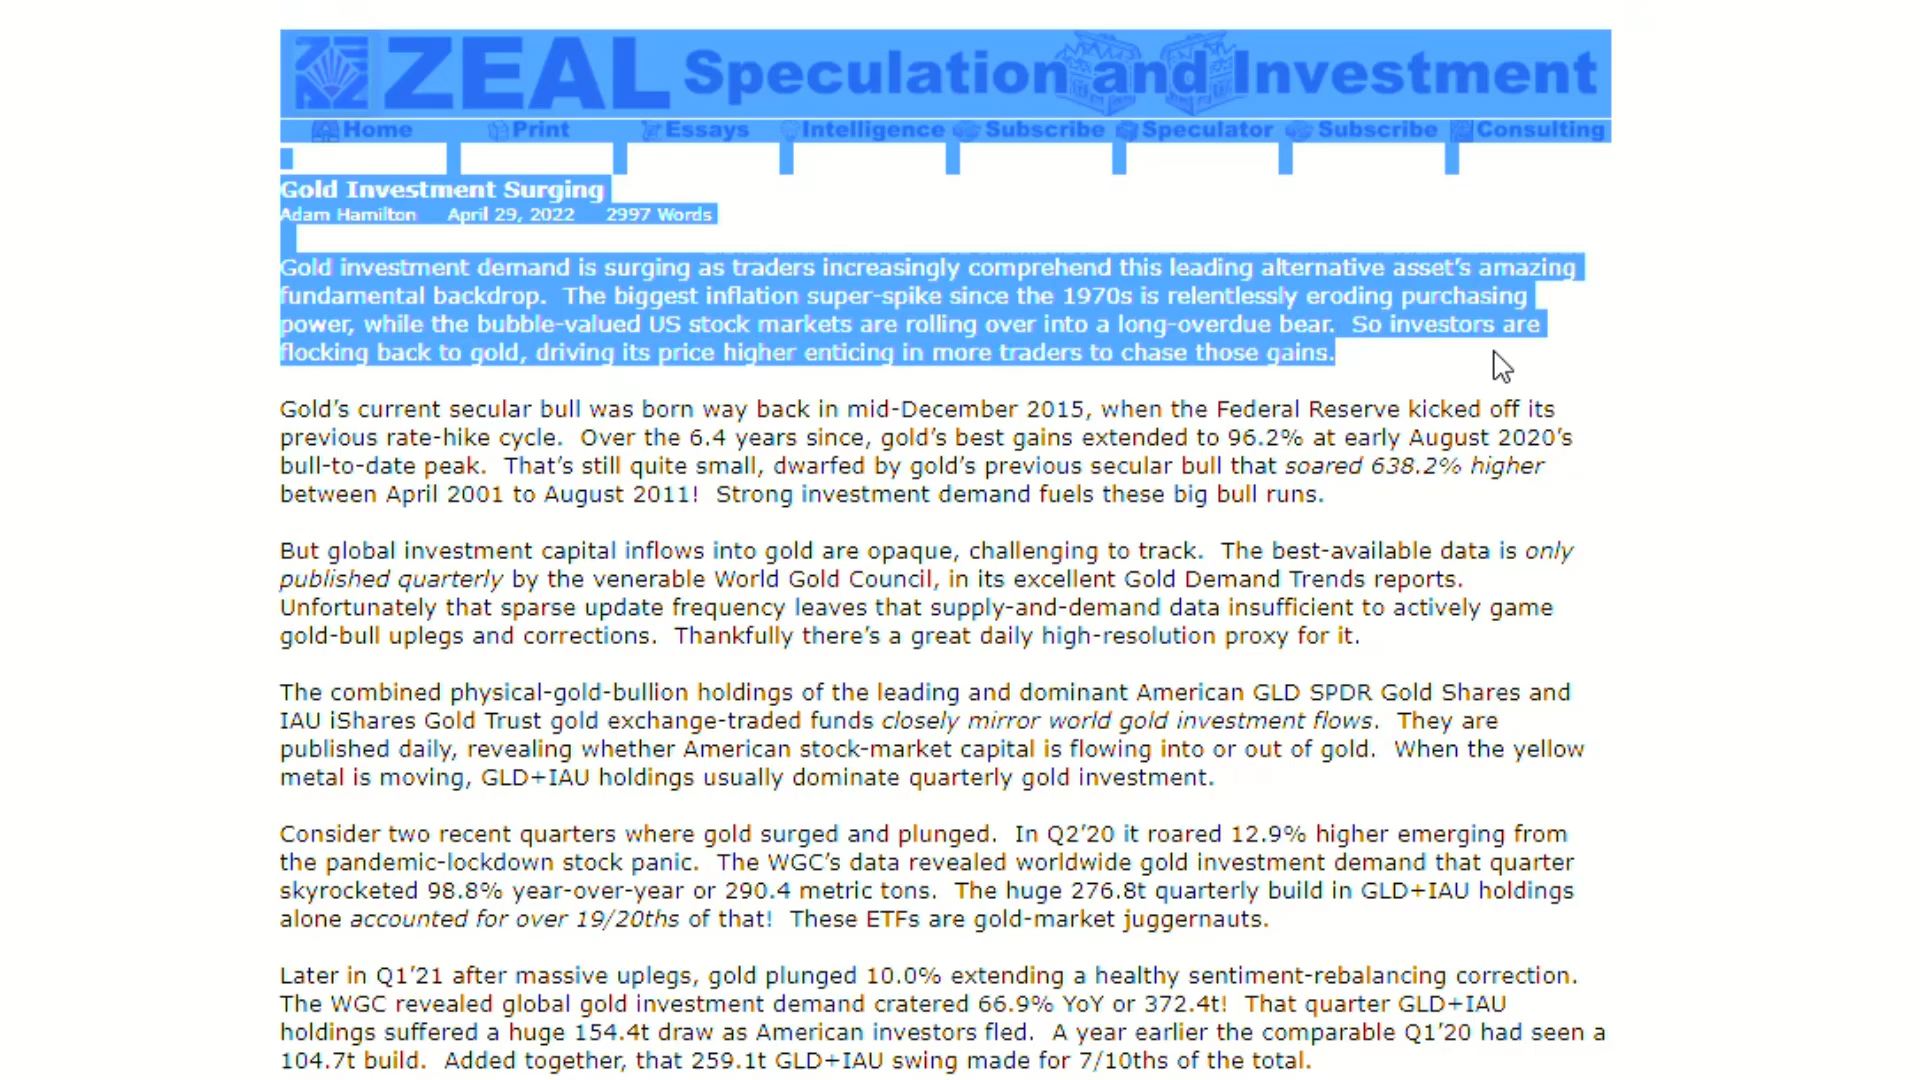 ZEAL Speculation and Investment
Home Print Essays Intelligence Subscribe Speculator Subscribe Consulting
Gold Investment Surging
Adam Hamilton April 29, 2022 2997 Words
Gold investment demand is surging as traders increasingly comprehend this leading alternative asset’s amazing
fundamental backdrop. The biggest inflation super-spike since the 1970s is relentlessly eroding purchasing
power, while the bubble-valued US stock markets are rolling over into a long-overdue bear. So investors are
flocking back to gold, driving its price higher enticing in more traders to chase those gains.
Gold’s current secular bull was born way back in mid-December 2015, when the Federal Reserve kicked off its
previous rate-hike cycle. Over the 6.4 years since, gold’s best gains extended to 96.2% at early August 2020’s
bull-to-date peak. That’s still quite small, dwarfed by gold’s previous secular bull that soared 638.2% higher
between April 2001 to August 2011! Strong investment demand fuels these big bull runs.
But global investment capital inflows into gold are opaque, challenging to track. The best-available data is only
published quarterly by the venerable World Gold Council, in its excellent Gold Demand Trends reports.
Unfortunately that sparse update frequency leaves that supply-and-demand data insufficient to actively game
gold-bull uplegs and corrections. Thankfully there’s a great daily high-resolution proxy for it.
The combined physical-gold-bullion holdings of the leading and dominant American GLD SPDR Gold Shares and
IAU iShares Gold Trust gold exchange-traded funds closely mirror world gold investment flows. They are
published daily, revealing whether American stock-market capital is flowing into or out of gold. When the yellow
metal is moving, GLD+IAU holdings usually dominate quarterly gold investment.
Consider two recent quarters where gold surged and plunged. In Q2’20 it roared 12.9% higher emerging from
the pandemic-lockdown stock panic. The WGC’s data revealed worldwide gold investment demand that quarter
skyrocketed 98.8% year-over-year or 290.4 metric tons. The huge 276.8t quarterly build in GLD+IAU holdings
alone accounted for over 19/20ths of that! These ETFs are gold-market juggernauts.
Later in Q1’21 after massive uplegs, gold plunged 10.0% extending a healthy sentiment-rebalancing correction.
The WGC revealed global gold investment demand cratered 66.9% YoY or 372.4t! That quarter GLD+IAU
holdings suffered a huge 154.4t draw as American investors fled. A year earlier the comparable Q1’20 had seen a
104.7t build. Added together, that 259.1t GLD+IAU swing made for 7/10ths of the total.